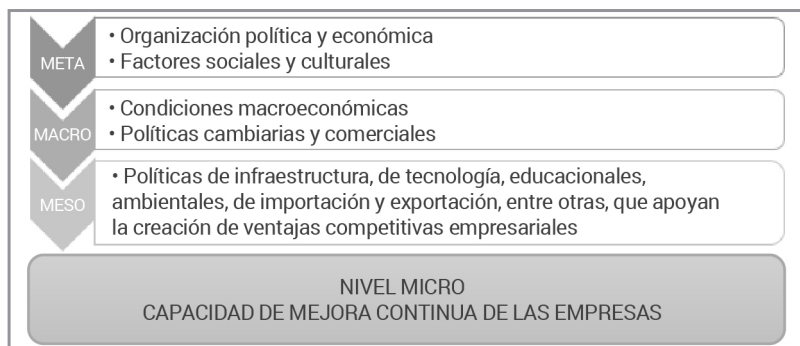 META
• Organización política y económica
• Factores sociales y culturales
MACRO
• Condiciones macroeconómicas
• Políticas cambiarias y comerciales
MESO
• Políticas de infraestructura, de tecnología, educacionales,
ambientales, de importación y exportación, entre otras, que apoyan
la creación de ventajas competitivas empresariales
NIVEL MICRO
CAPACIDAD DE MEJORA CONTINUA DE LAS EMPRESAS